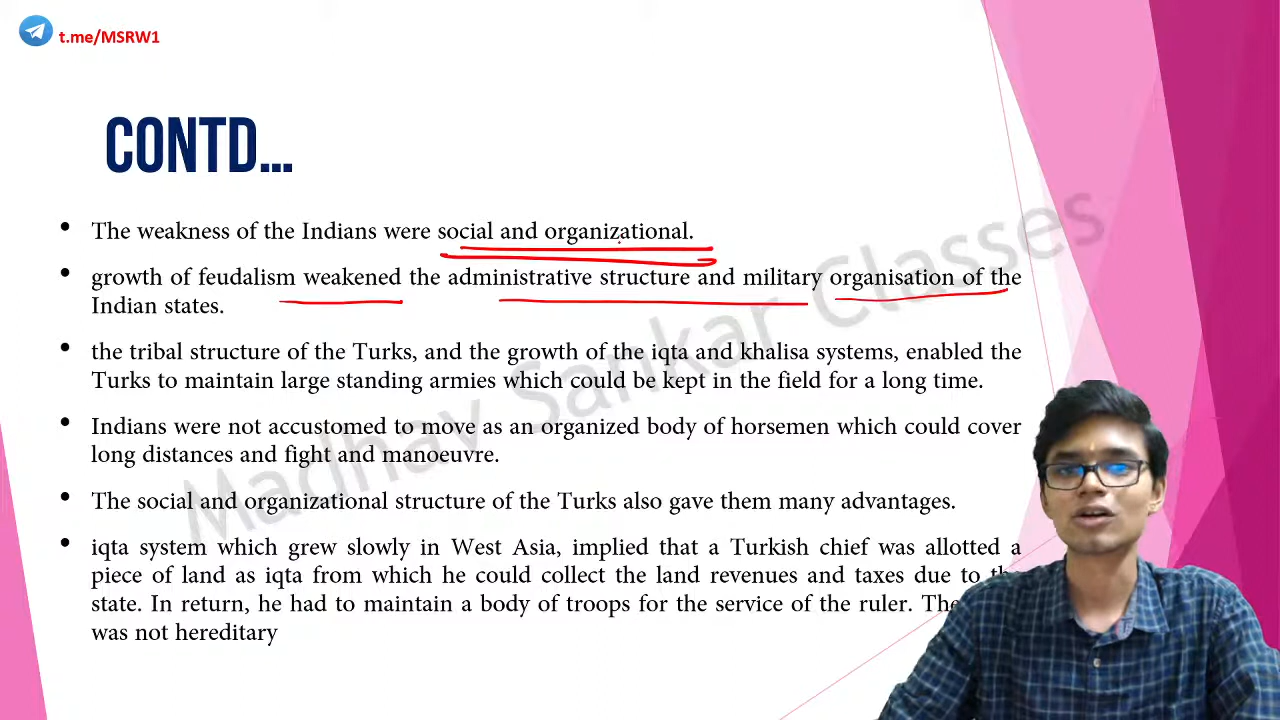 t.me/MSRW1
CONTD...
• The weakness of the Indians were social and organizational.
• growth of feudalism weakened the administrative structure and military organisation of the
Indian states.
• the tribal structure of the Turks, and the growth of the iqta and khalisa systems, enabled the
Turks to maintain large standing armies which could be kept in the field for a long time.
• Indians were not accustomed to move as an organized body of horsemen which could cover
long distances and fight and manoeuvre.
• The social and organizational structure of the Turks also gave them many advantages.
• iqta system which grew slowly in West Asia, implied that a Turkish chief was allotted a
piece of land as iqta from which he could collect the land revenues and taxes due to
state. In return, he had to maintain a body of troops for the service of the ruler.
was not hereditary
Madhav Sankar Classes